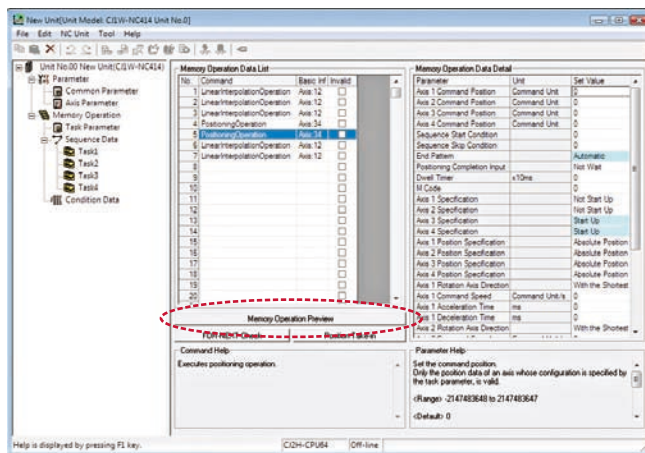 New Unit[Unit Model: CJ1W-NC414 Unit No.0]
File Edit NC Unit Tool Help
Unit No.00 New Unit(CJ1W-NC414)
Parameter
Common Parameter
Axis Parameter
Memory Operation
Task Parameter
Sequence Data
Task1
Task2
Task3
Task4
Condition Data
Memory Operation Data List
No. Command Basic Inf Invalid
1 LinearInterpolationOperation Axis:12
2 LinearInterpolationOperation Axis:12
3 LinearInterpolationOperation Axis:12
4 PositioningOperation Axis:34
5 PositioningOperation Axis:34
6 LinearInterpolationOperation Axis:12
7 LinearInterpolationOperation Axis:12
8
9
10
11
12
13
14
15
16
17
18
19
20
Memory Operation Preview
FOR-NEXT Check
Position
Command Help
Executes positioning operation.
Memory Operation Data Detail
Parameter Unit Set Value
Axis 1 Command Position Command Unit 0
Axis 2 Command Position Command Unit 0
Axis 3 Command Position Command Unit 0
Axis 4 Command Position Command Unit 0
Sequence Start Condition 0
Sequence Skip Condition 0
End Pattern Automatic
Positioning Completion Input Not Wait
Dwell Timer x10ms 0
M Code 0
Axis 1 Specification Not Start Up
Axis 2 Specification Not Start Up
Axis 3 Specification Start Up
Axis 4 Specification Start Up
Axis 1 Position Specification Absolute Position
Axis 2 Position Specification Absolute Position
Axis 3 Position Specification Absolute Position
Axis 4 Position Specification Absolute Position
Axis 1 Rotation Axis Direction With the Shortest
Axis 1 Command Speed Command Unit/s 0
Axis 1 Acceleration Time ms 0
Axis 1 Deceleration Time ms 0
Axis 2 Rotation Axis Direction With the Shortest
Parameter Help
Set the command position.
Only the position data of an axis whose configuration is specified by
the task parameter, is valid.
<Range> -2147483648 to 2147483647
<Default> 0
Help is displayed by pressing F1 key.
CJ2H-CPU64 Off-line